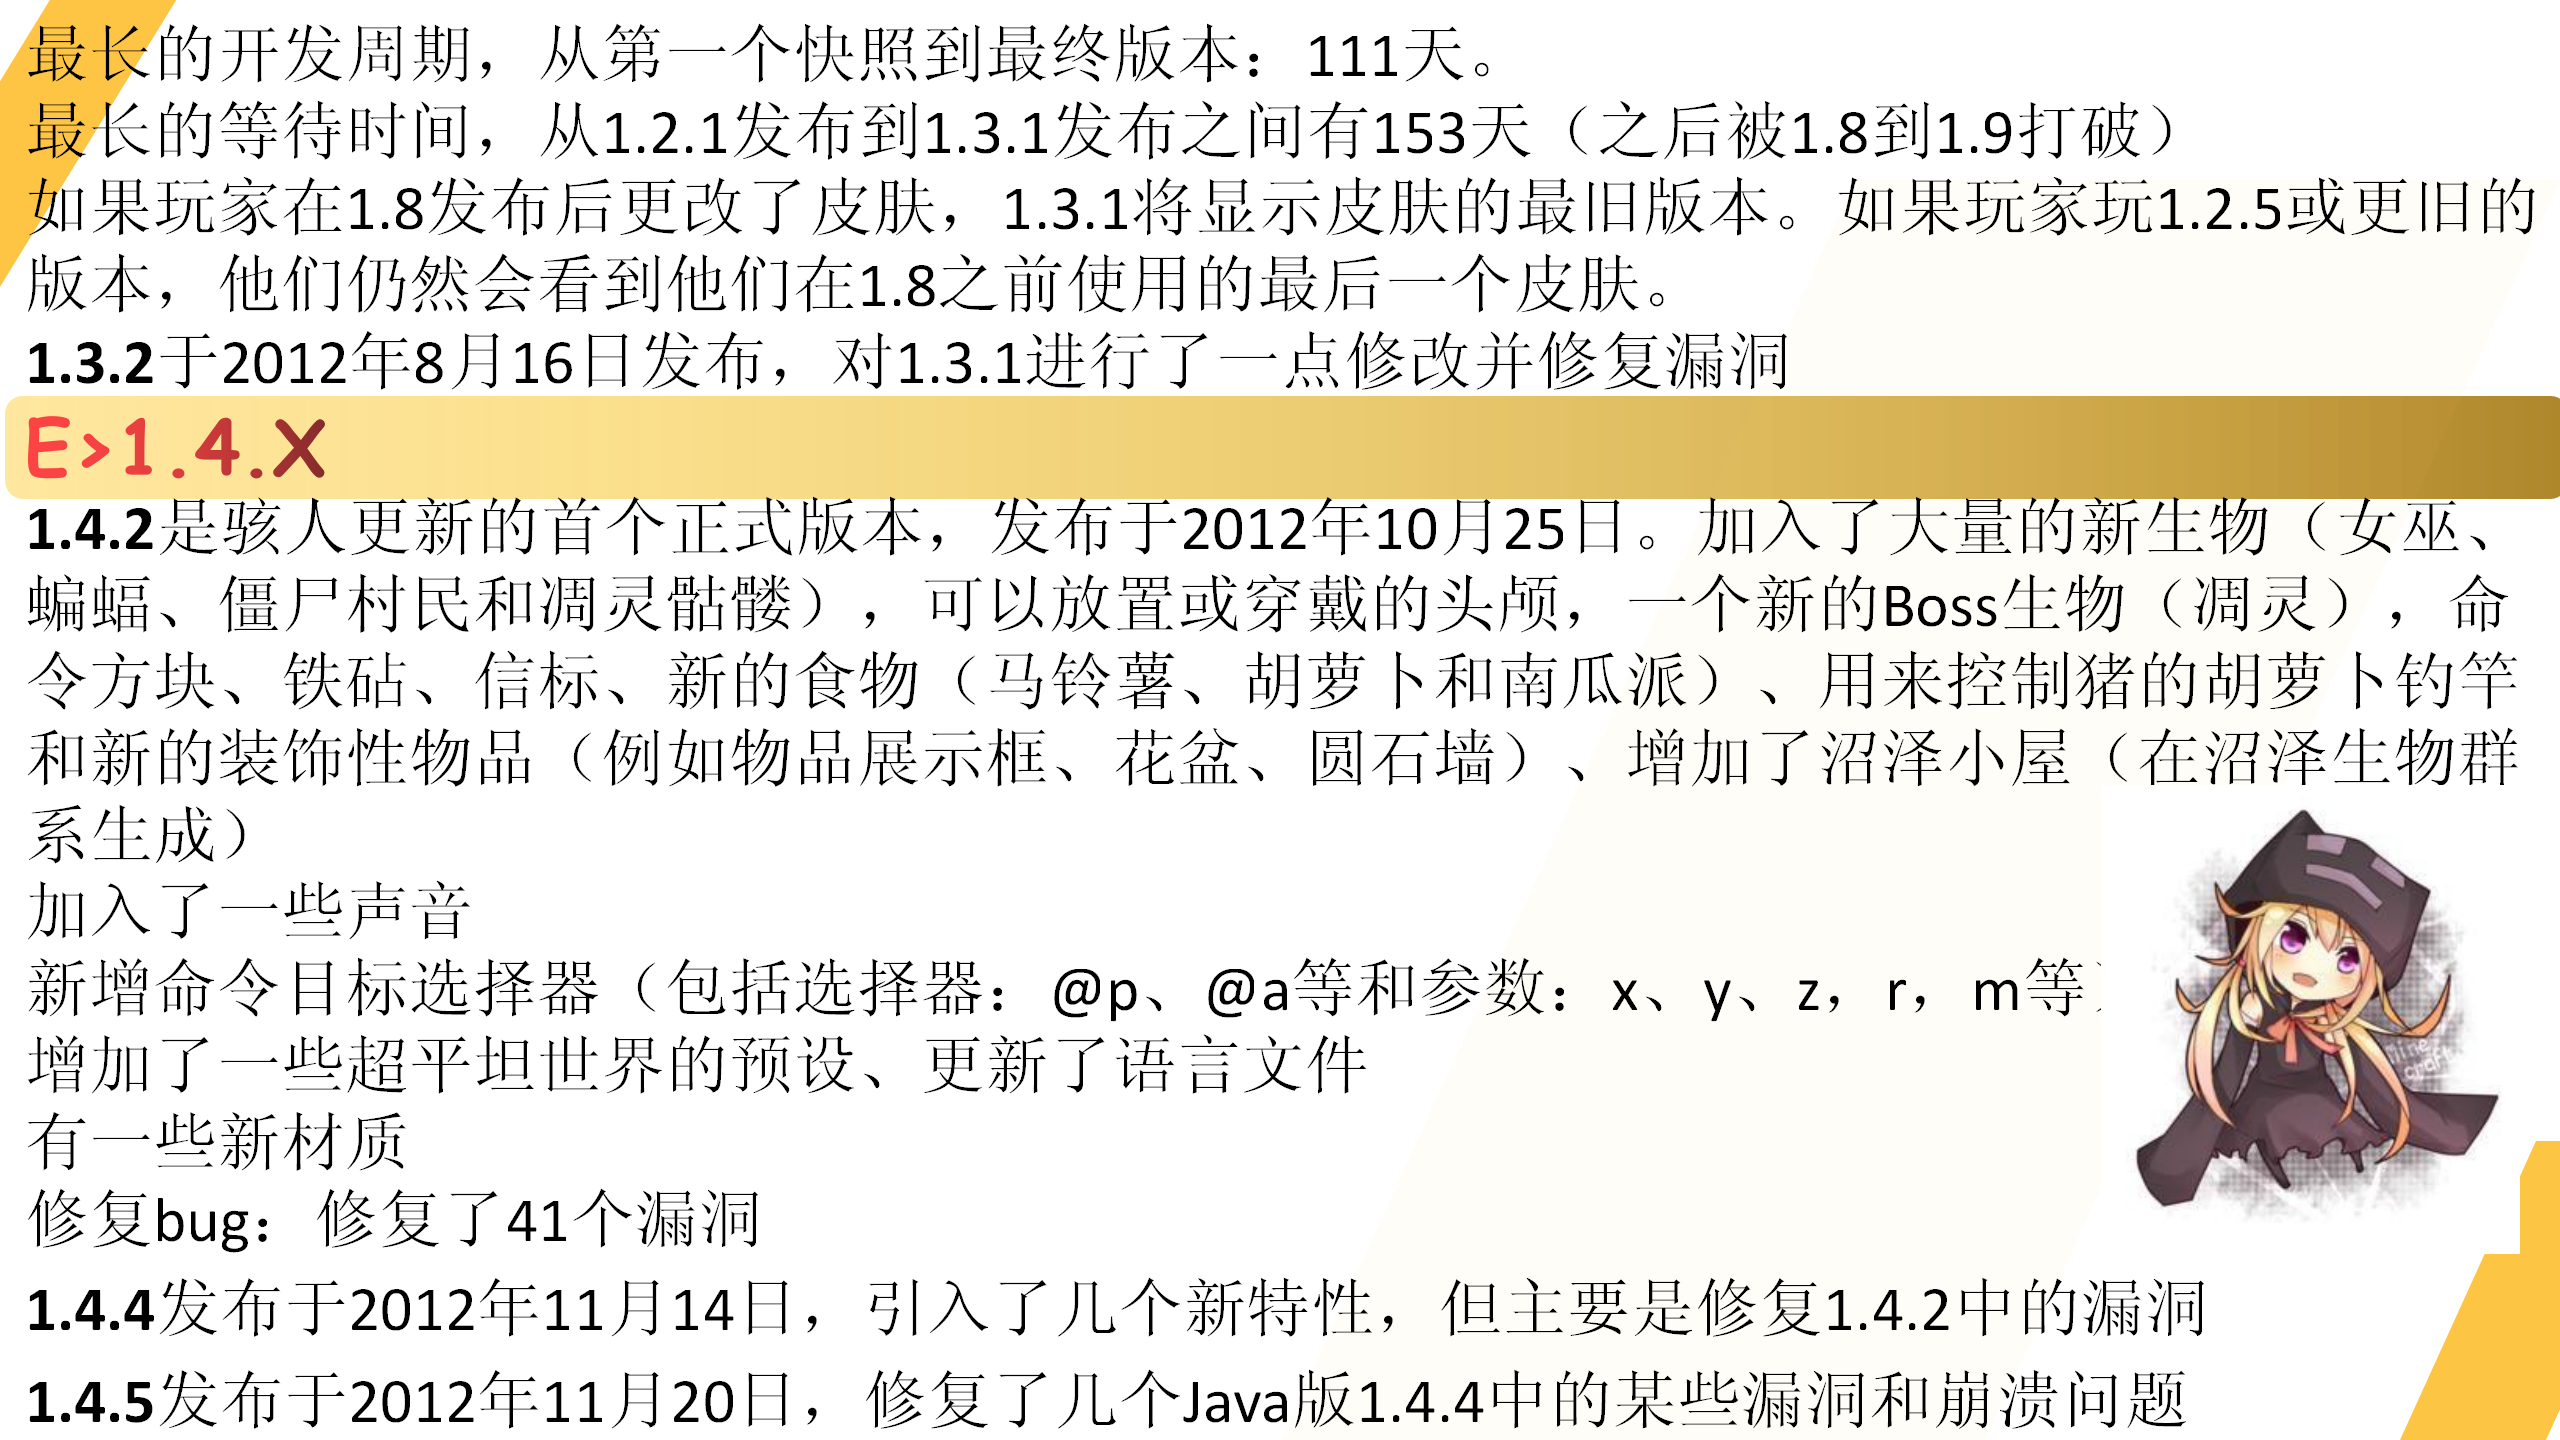 最长的开发周期，从第一个快照到最终版本：111天。
最长的等待时间，从1.2.1发布到1.3.1发布之间有153天（之后被1.8到1.9打破）
如果玩家在1.8发布后更改了皮肤，1.3.1将显示皮肤的最旧版本。如果玩家玩1.2.5或更旧的
版本，他们仍然会看到他们在1.8之前使用的最后一个皮肤。
1.3.2于2012年8月16日发布，对1.3.1进行了一点修改并修复漏洞
E>1.4.X
1.4.2是骇人更新的首个正式版本，发布于2012年10月25日。加入了大量的新生物（女巫、
蝙蝠、僵尸村民和凋灵骷髅），可以放置或穿戴的头颅，一个新的Boss生物（凋灵），命
令方块、铁砧、信标、新的食物（马铃薯、胡萝卜和南瓜派）、用来控制猪的胡萝卜钓竿
和新的装饰性物品（例如物品展示框、花盆、圆石墙）、增加了沼泽小屋（在沼泽生物群
系生成）
加入了一些声音
新增命令目标选择器（包括选择器：@p、@a等和参数：x、y、z，r，m等）
增加了一些超平坦世界的预设、更新了语言文件
有一些新材质
修复bug：修复了41个漏洞
1.4.4发布于2012年11月14日，引入了几个新特性，但主要是修复1.4.2中的漏洞
1.4.5发布于2012年11月20日，修复了几个Java版1.4.4中的某些漏洞和崩溃问题
mine
craft